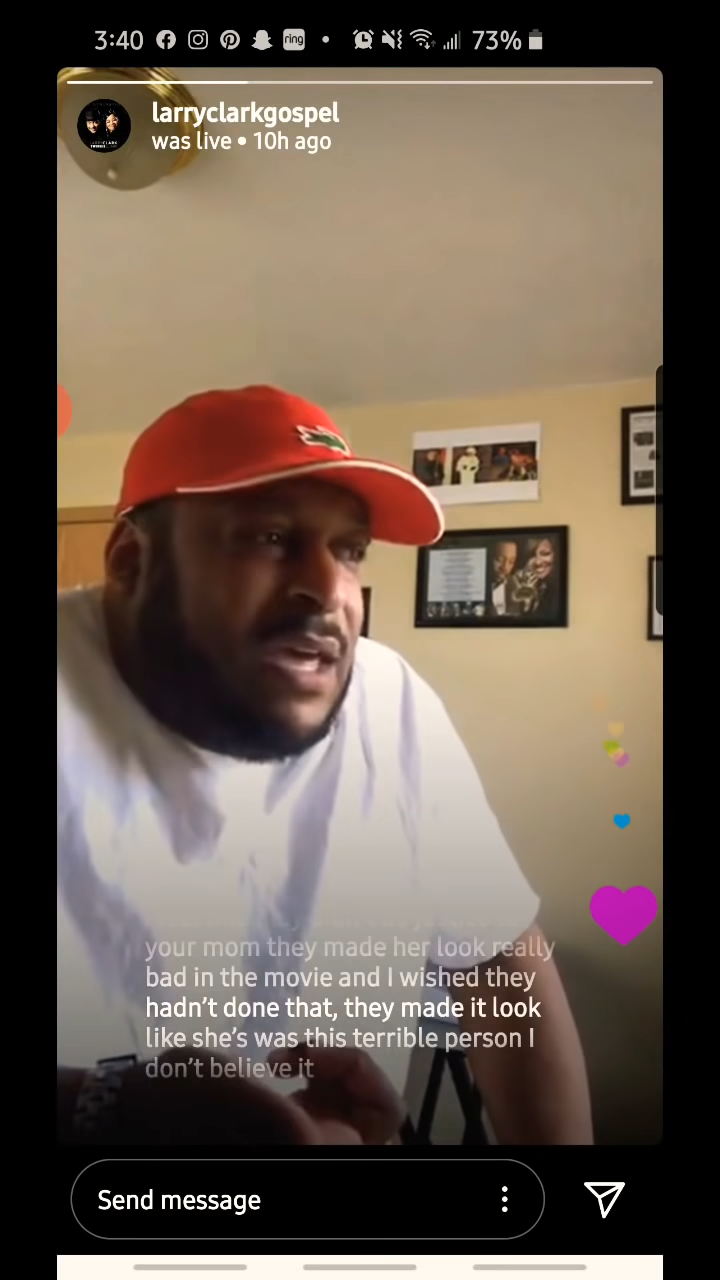 3:40 ring 73%
larryclarkgospel
was live • 10h ago
your mom they made her look really
bad in the movie and I wished they
hadn't done that, they made it look
like she's was this terrible person I
don't believe it
Send message